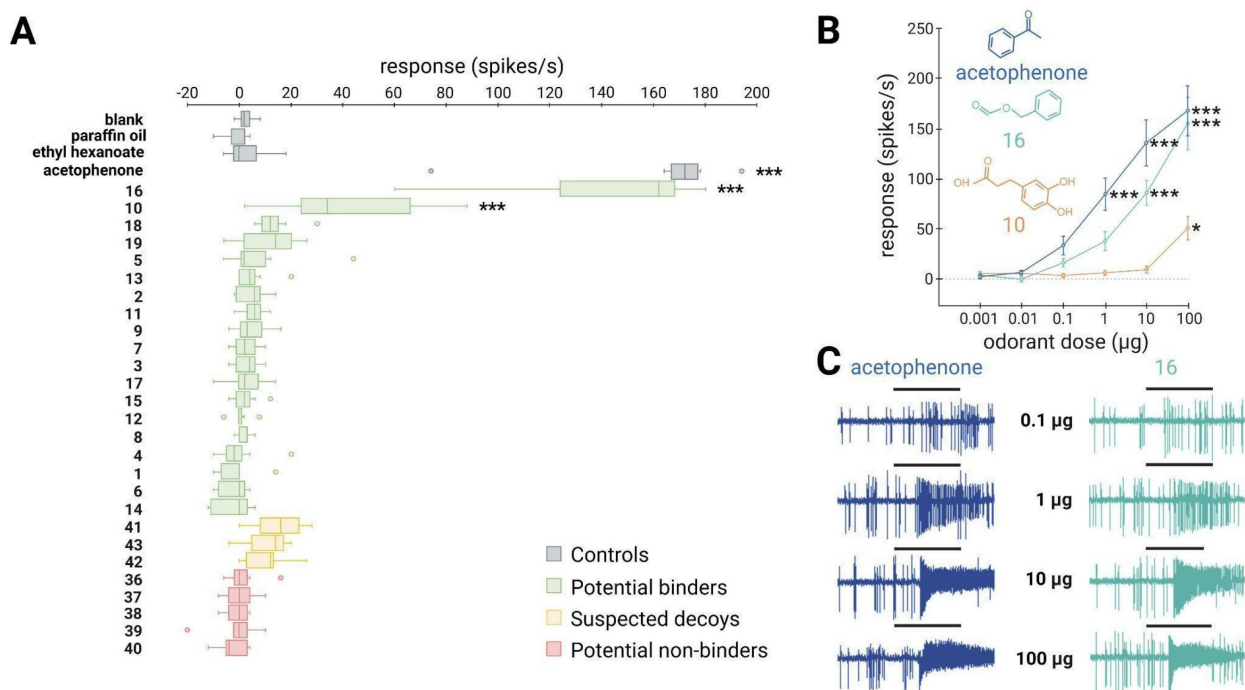 A
response (spikes/s)
-20 0 20 40 60 80 100 120 140 160 180 200
blank
paraffin oil
ethyl hexanoate
acetophenone ***
16 ***
10 ***
18
19
5
13
2
11
9
7
3
17
15
12
8
4
1
6
14
41
43
42
36
37
38
39
40
Controls
Potential binders
Suspected decoys
Potential non-binders
B
response (spikes/s)
250
200
150
100
50
0
O
acetophenone
O O
16
O
OH OH
OH
10
***
***
***
***
***
*
0.001 0.01 0.1 1 10 100
odorant dose (µg)
C
acetophenone 16
0.1 µg
1 µg
10 µg
100 µg